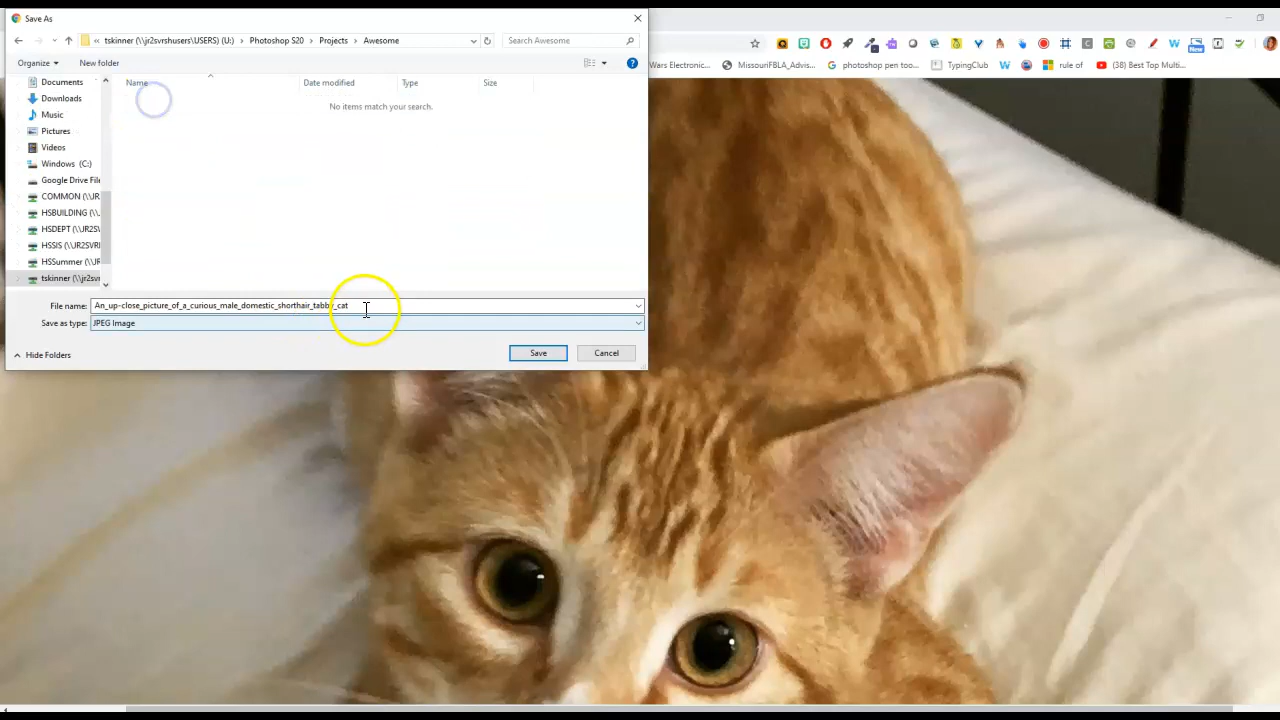 Save As
tskinner (\\jr2svrshusers\USERS) (U:) > Photoshop S20 > Projects > Awesome
Search Awesome
Organize
New folder
Name
Date modified
Type
Size
No items match your search.
Documents
Downloads
Music
Pictures
Videos
Windows (C:)
Google Drive File
COMMON (\\JR
HSBUILDING (\\J
HSDEPT (\\JR2S
HSSIS (\\JR2SVRI
HSSummer (\\JR
tskinner (\\jr2svr
File name: An_up-close_picture_of_a_curious_male_domestic_shorthair_tabby_cat
Save as type: JPEG Image
Hide Folders
Save
Cancel
New
Wars Electronic...
MissouriFBLA_Advis...
photoshop pen too...
TypingClub
rule of
(38) Best Top Multi...